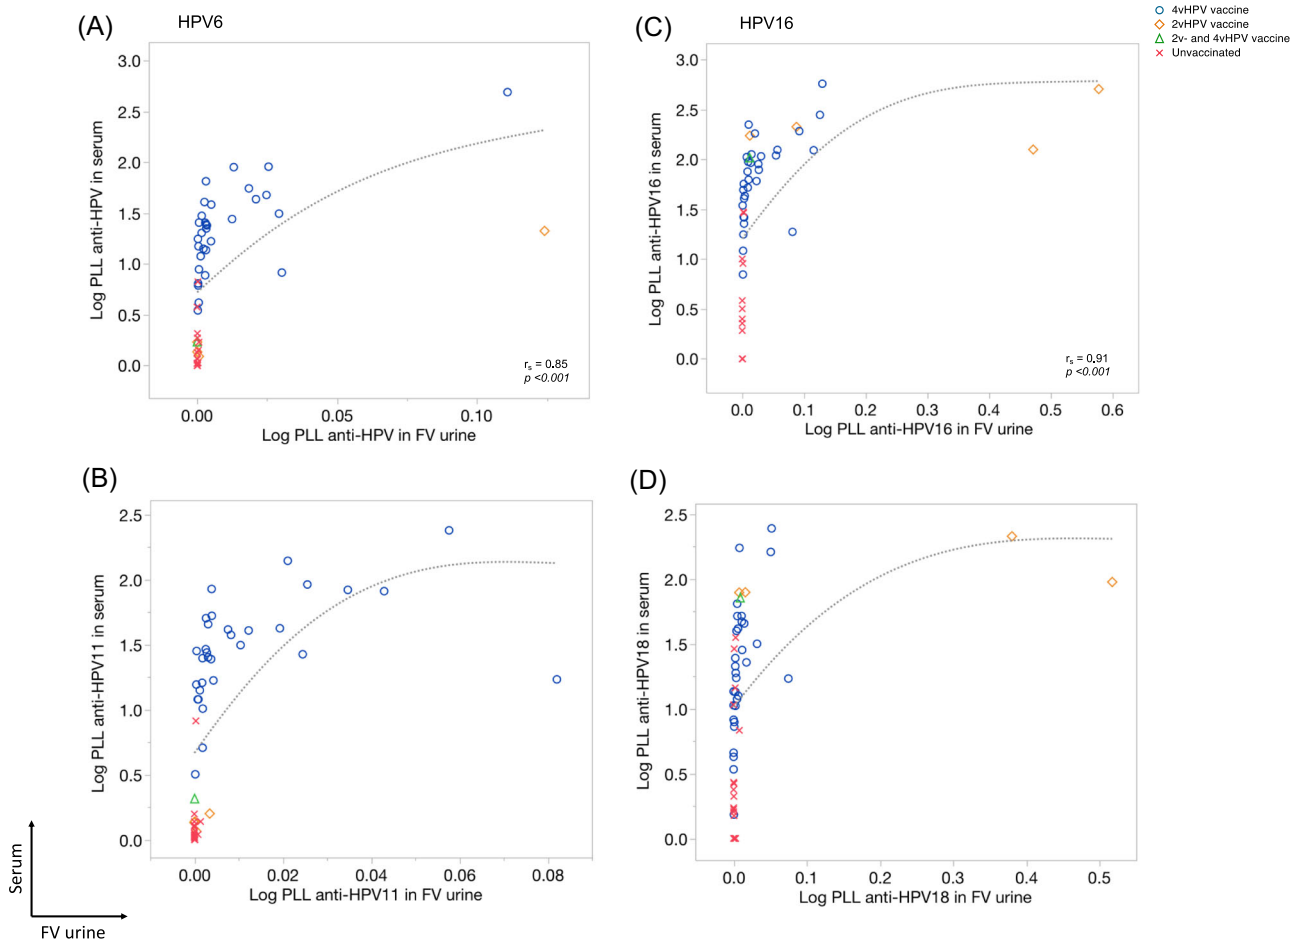 (A)
HPV6
3.0
2.5
2.0
1.5
1.0
0.5
0.0
Log PLL anti-HPV in serum
rs = 0.85
p <0.001
0.00
0.05
0.10
Log PLL anti-HPV in FV urine
(C)
HPV16
4vHPV vaccine
2vHPV vaccine
2v- and 4vHPV vaccine
Unvaccinated
3.0
2.5
2.0
1.5
1.0
0.5
0.0
Log PLL anti-HPV16 in serum
rs = 0.91
p <0.001
0.0
0.1
0.2
0.3
0.4
0.5
0.6
Log PLL anti-HPV16 in FV urine
(B)
2.5
2.0
1.5
1.0
0.5
0.0
Log PLL anti-HPV11 in serum
0.00
0.02
0.04
0.06
0.08
Log PLL anti-HPV11 in FV urine
(D)
2.5
2.0
1.5
1.0
0.5
0.0
Log PLL anti-HPV18 in serum
0.0
0.1
0.2
0.3
0.4
0.5
Log PLL anti-HPV18 in FV urine
Serum
FV urine